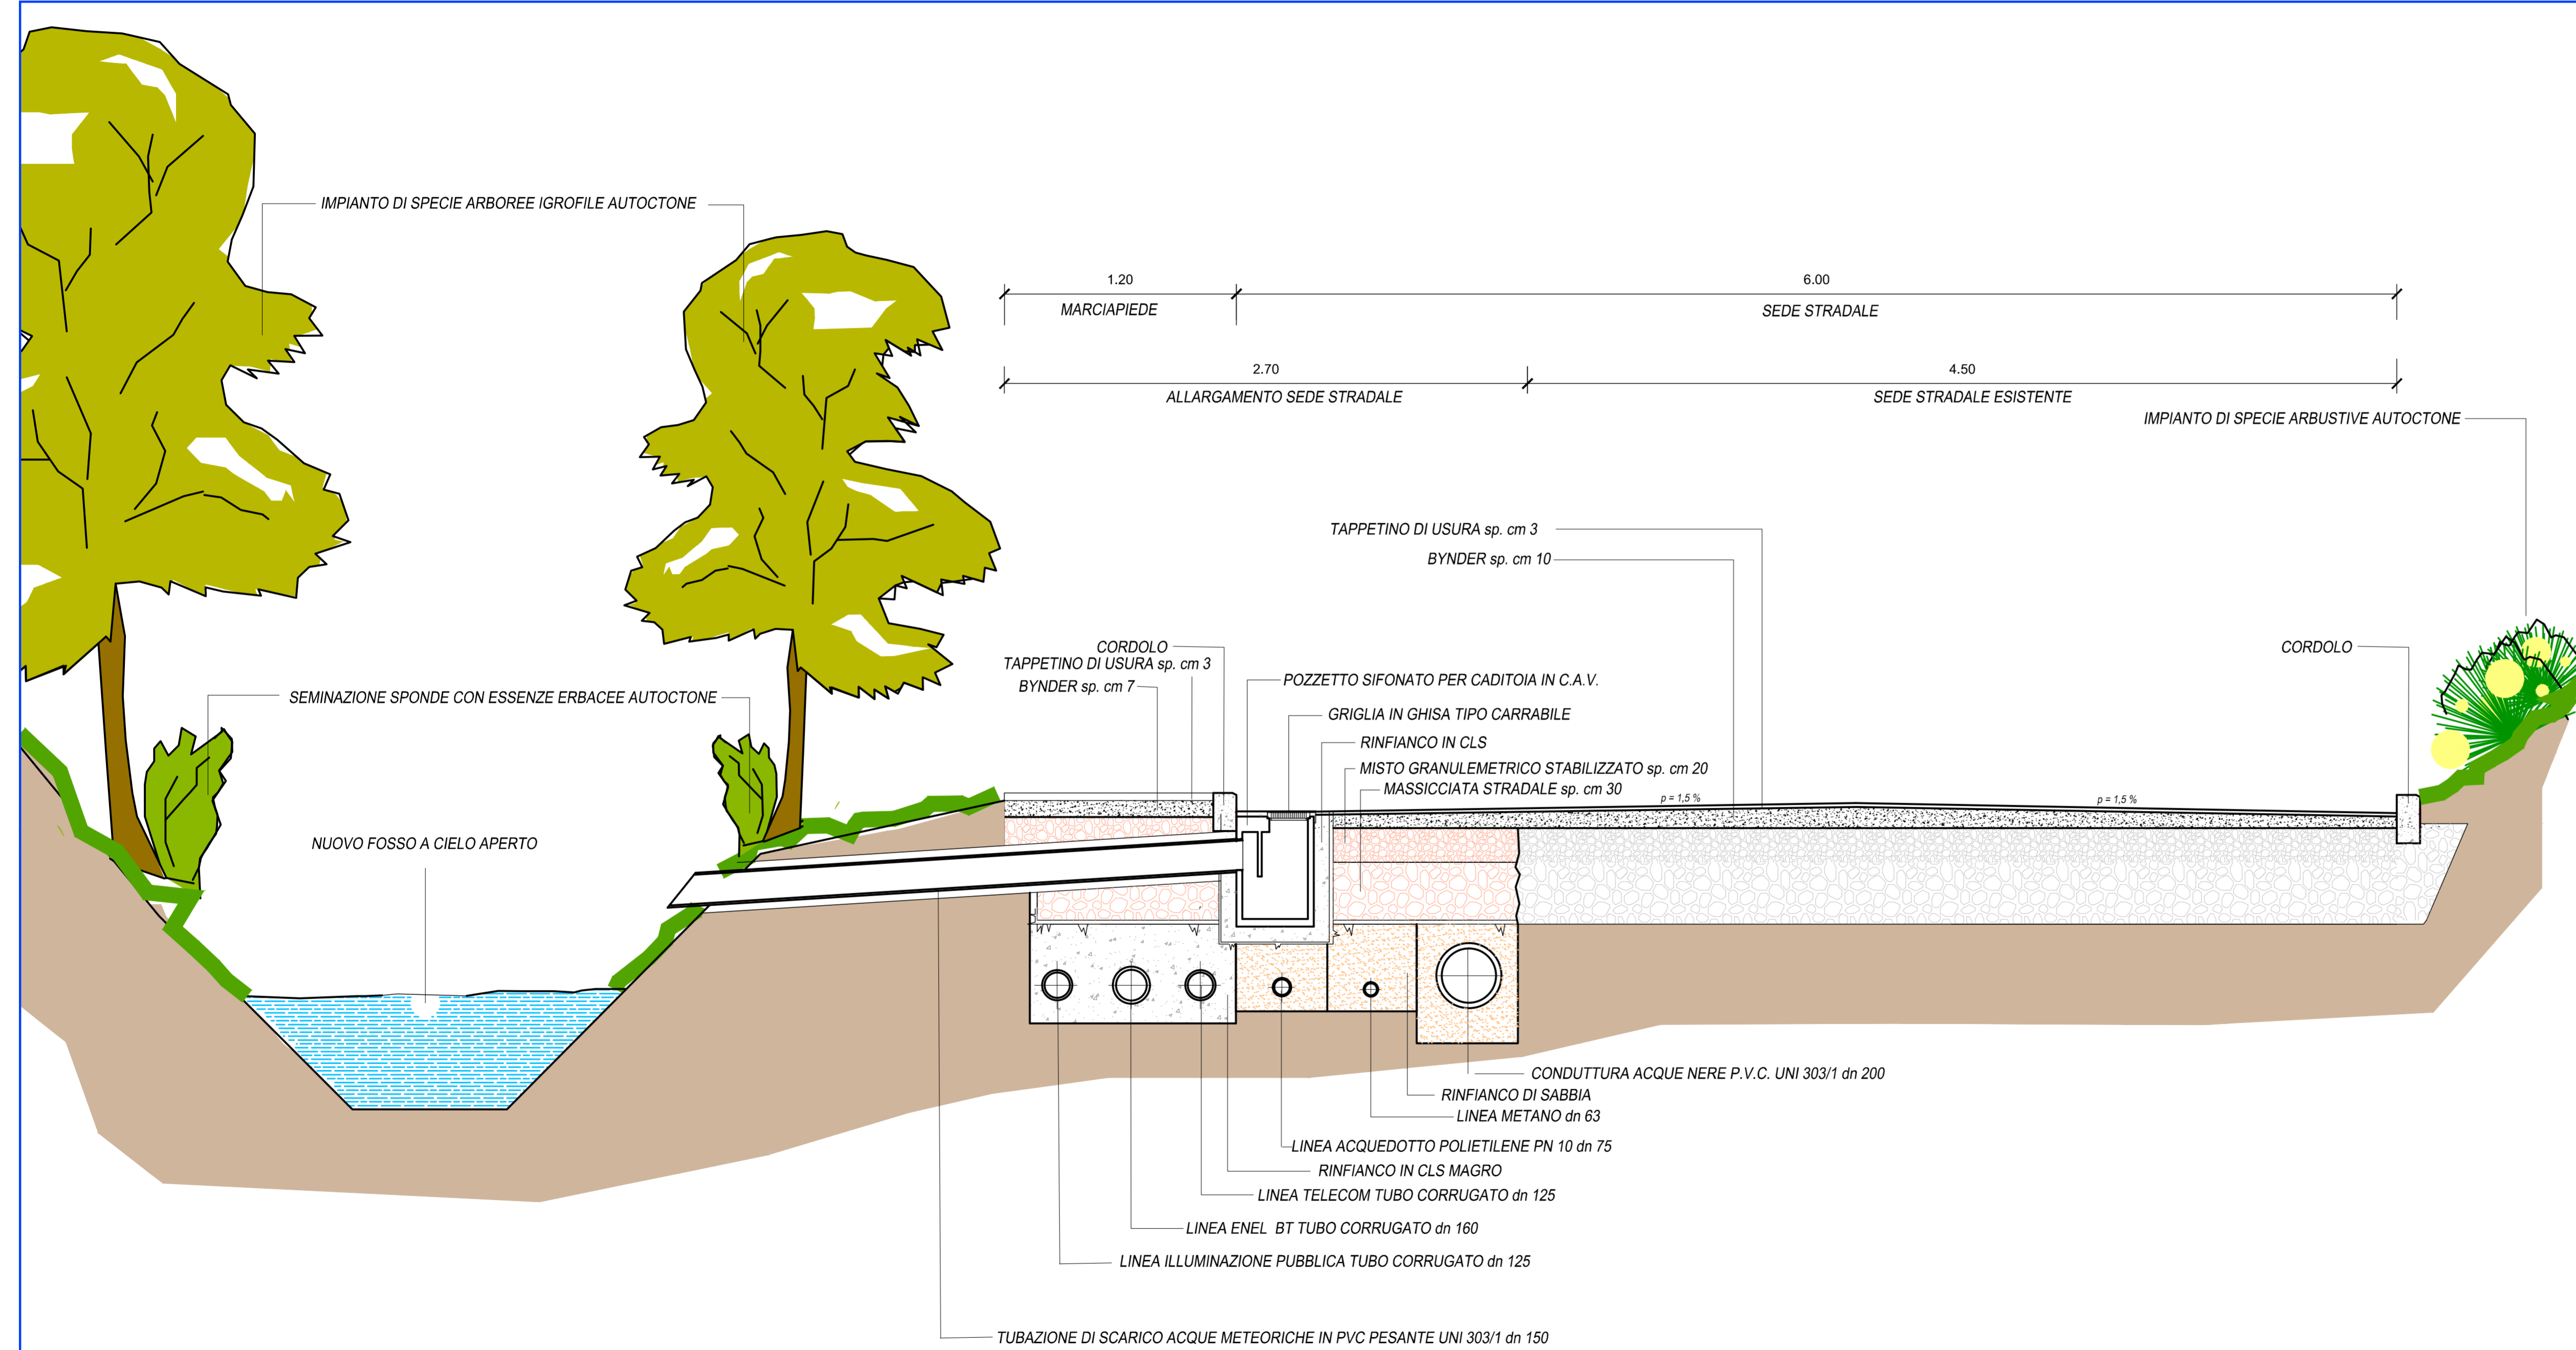 IMPIANTO DI SPECIE ARBOREE IGROFILE AUTOCTONE
1.20
6.00
MARCIAPIEDE
SEDE STRADALE
2.70
4.50
ALLARGAMENTO SEDE STRADALE
SEDE STRADALE ESISTENTE
IMPIANTO DI SPECIE ARBUSTIVE AUTOCTONE
TAPPETINO DI USURA sp. cm 3
BYNDER sp. cm 10
CORDOLO
CORDOLO
TAPPETINO DI USURA sp. cm 3
BYNDER sp. cm 7
POZZETTO SIFONATO PER CADITOIA IN C.A.V.
SEMINAZIONE SPONDE CON ESSENZE ERBACEE AUTOCTONE
GRIGLIA IN GHISA TIPO CARRABILE
RINFIANCO IN CLS
MISTO GRANULEMETRICO STABILIZZATO sp. cm 20
MASSICCIATA STRADALE sp. cm 30
p = 1,5 %
p = 1,5 %
NUOVO FOSSO A CIELO APERTO
CONDUTTURA ACQUE NERE P.V.C. UNI 303/1 dn 200
RINFIANCO DI SABBIA
LINEA METANO dn 63
LINEA ACQUEDOTTO POLIETILENE PN 10 dn 75
RINFIANCO IN CLS MAGRO
LINEA TELECOM TUBO CORRUGATO dn 125
LINEA ENEL BT TUBO CORRUGATO dn 160
LINEA ILLUMINAZIONE PUBBLICA TUBO CORRUGATO dn 125
TUBAZIONE DI SCARICO ACQUE METEORICHE IN PVC PESANTE UNI 303/1 dn 150